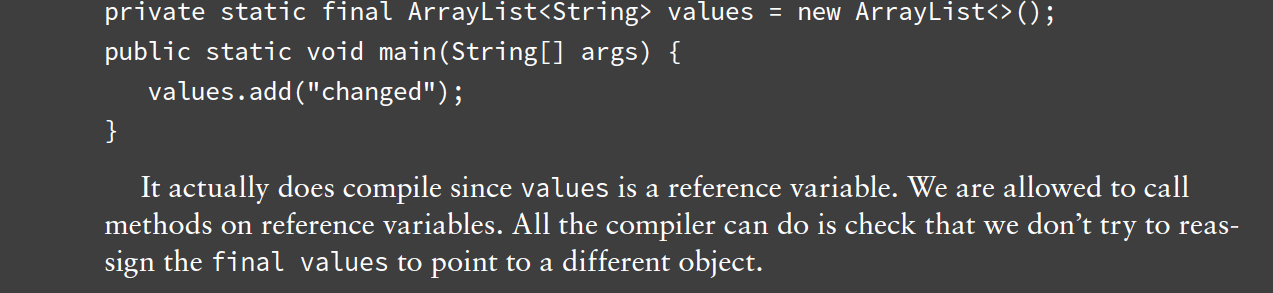 private static final ArrayList<String> values = new ArrayList<>();
public static void main(String[] args) {
   values.add("changed");
}
It actually does compile since values is a reference variable. We are allowed to call
methods on reference variables. All the compiler can do is check that we don’t try to reas-
sign the final values to point to a different object.